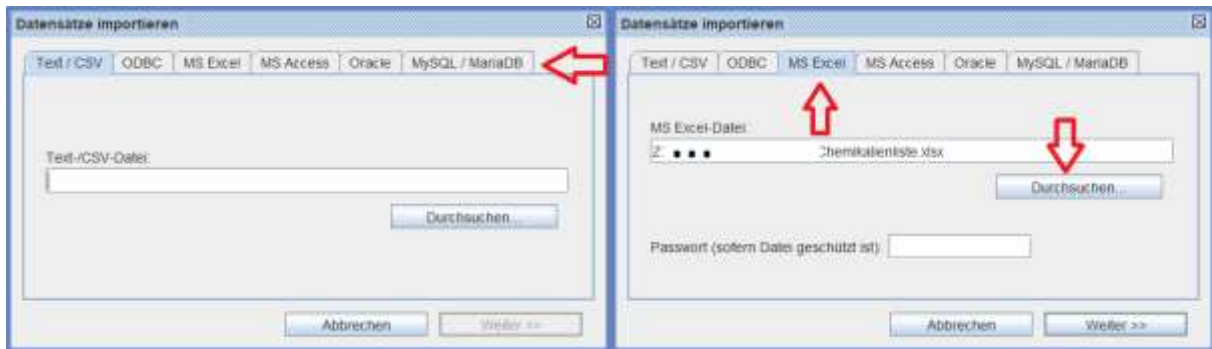 Datensätze importieren
Text / CSV ODBC MS Excel MS Access Oracle MySQL / MariaDB
Text-/CSV-Datei:
Durchsuchen...
Abbrechen Weiter >>
Datensätze importieren
Text / CSV ODBC MS Excel MS Access Oracle MySQL / MariaDB
MS Excel-Datei:
Z: Chemikalienliste.xlsx
Durchsuchen...
Passwort (sofern Datei geschützt ist):
Abbrechen Weiter >>